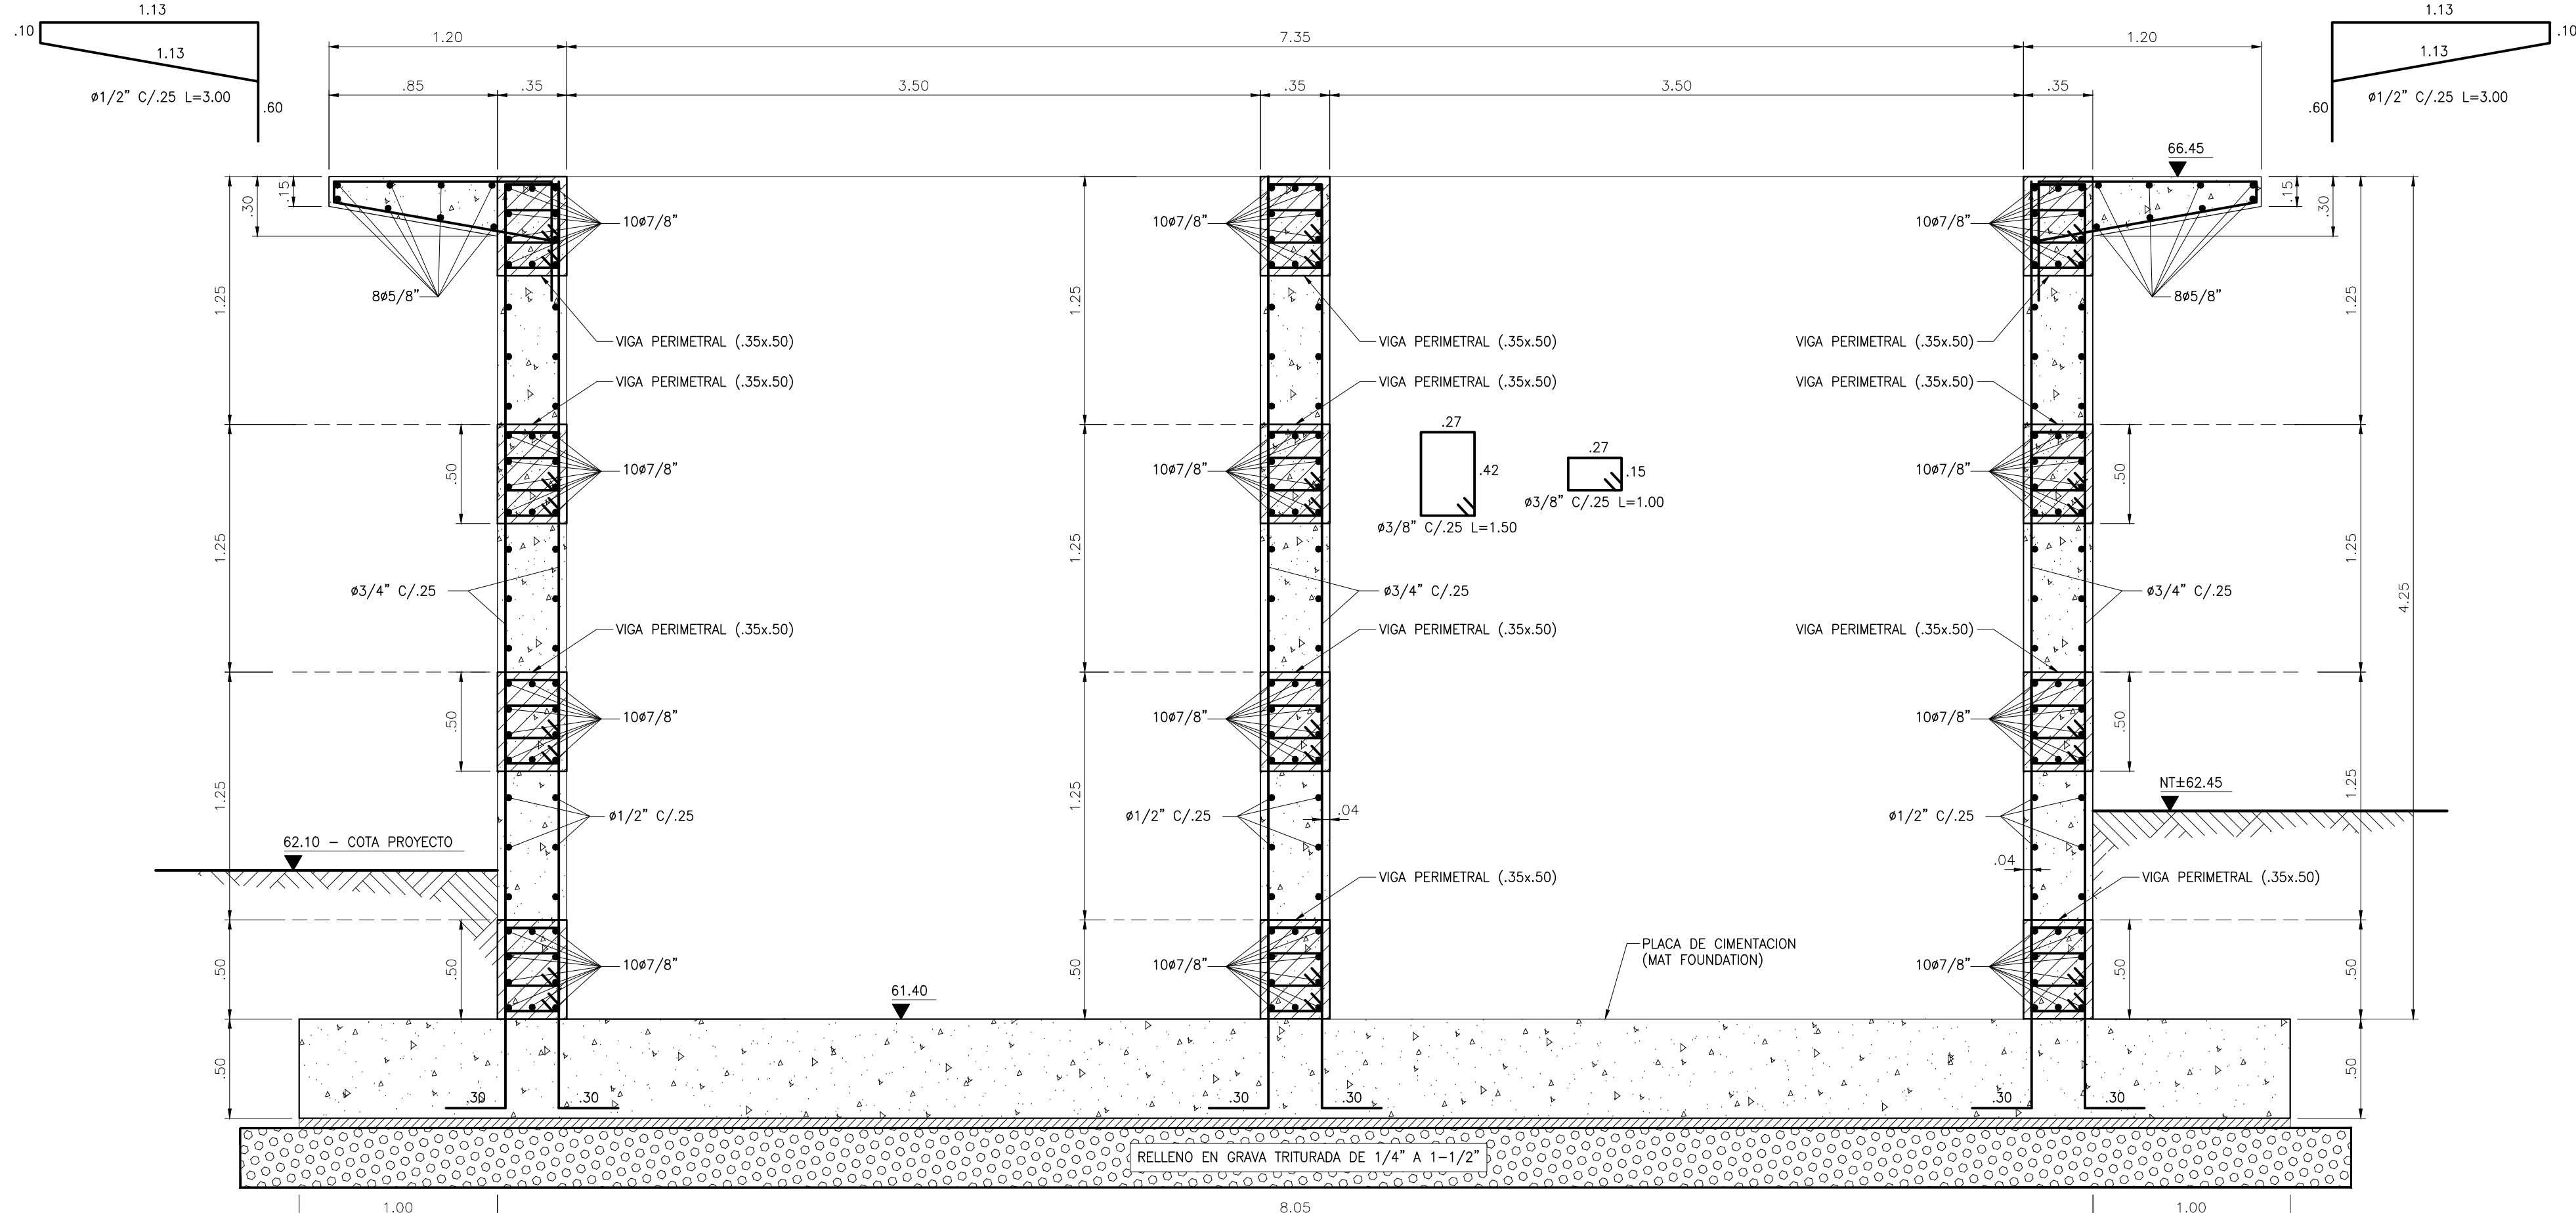 1.13
1.13
.10
1.13
1.20
7.35
1.20
1.13
.10
ø1/2” C/.25 L=3.00
.60
.85
.35
3.50
.35
3.50
.35
.60
ø1/2” C/.25 L=3.00
66.45
.15
.30
.15
.30
10ø7/8”
10ø7/8”
10ø7/8”
8ø5/8”
8ø5/8”
1.25
1.25
1.25
VIGA PERIMETRAL (.35x.50)
VIGA PERIMETRAL (.35x.50)
VIGA PERIMETRAL (.35x.50)
VIGA PERIMETRAL (.35x.50)
VIGA PERIMETRAL (.35x.50)
VIGA PERIMETRAL (.35x.50)
.27
.27
.50
10ø7/8”
10ø7/8”
.42
.15
10ø7/8”
.50
ø3/8” C/.25 L=1.00
ø3/8” C/.25 L=1.50
1.25
1.25
1.25
ø3/4” C/.25
ø3/4” C/.25
ø3/4” C/.25
4.25
VIGA PERIMETRAL (.35x.50)
VIGA PERIMETRAL (.35x.50)
VIGA PERIMETRAL (.35x.50)
.50
10ø7/8”
10ø7/8”
10ø7/8”
.50
1.25
1.25
1.25
NT±62.45
ø1/2” C/.25
ø1/2” C/.25
.04
ø1/2” C/.25
62.10 – COTA PROYECTO
.04
VIGA PERIMETRAL (.35x.50)
VIGA PERIMETRAL (.35x.50)
.50
.50
10ø7/8”
.50
10ø7/8”
10ø7/8”
.50
.50
PLACA DE CIMENTACION
(MAT FOUNDATION)
61.40
.50
.50
.30
.30
.30
.30
.30
.30
RELLENO EN GRAVA TRITURADA DE 1/4” A 1–1/2”
1.00
8.05
1.00